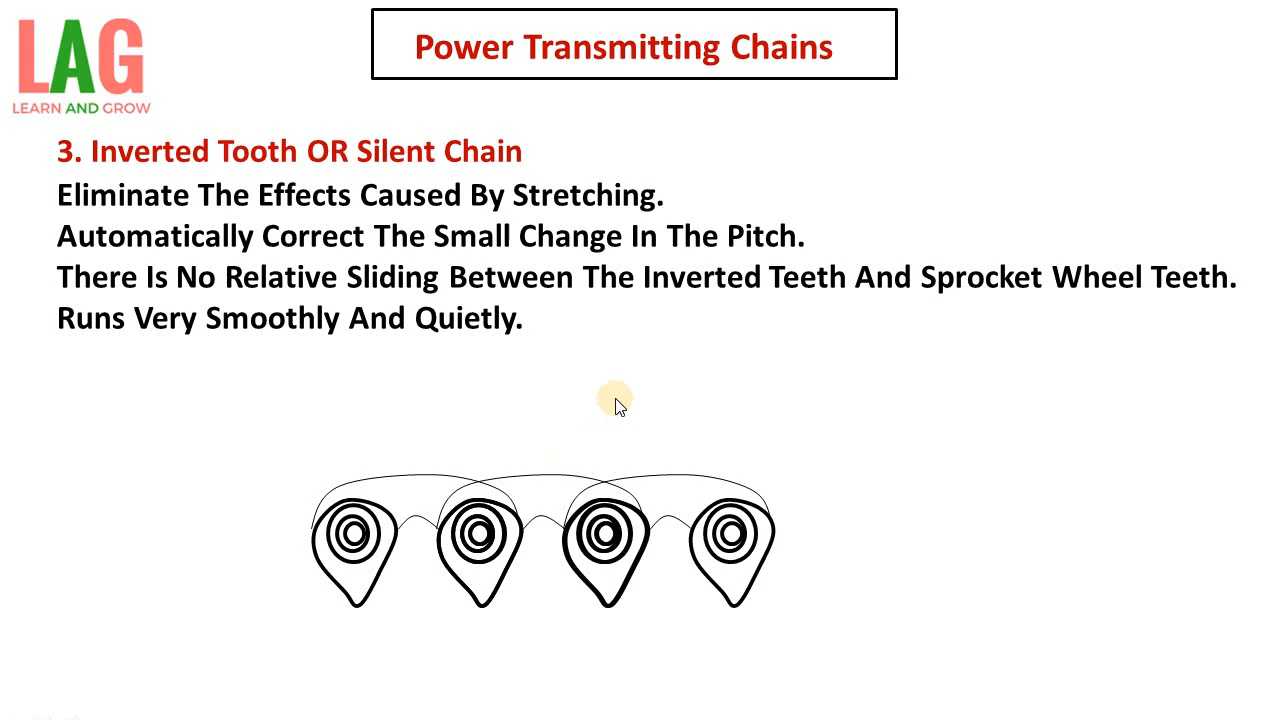 LAG
LEARN AND GROW
Power Transmitting Chains
3. Inverted Tooth OR Silent Chain
Eliminate The Effects Caused By Stretching.
Automatically Correct The Small Change In The Pitch.
There Is No Relative Sliding Between The Inverted Teeth And Sprocket Wheel Teeth.
Runs Very Smoothly And Quietly.